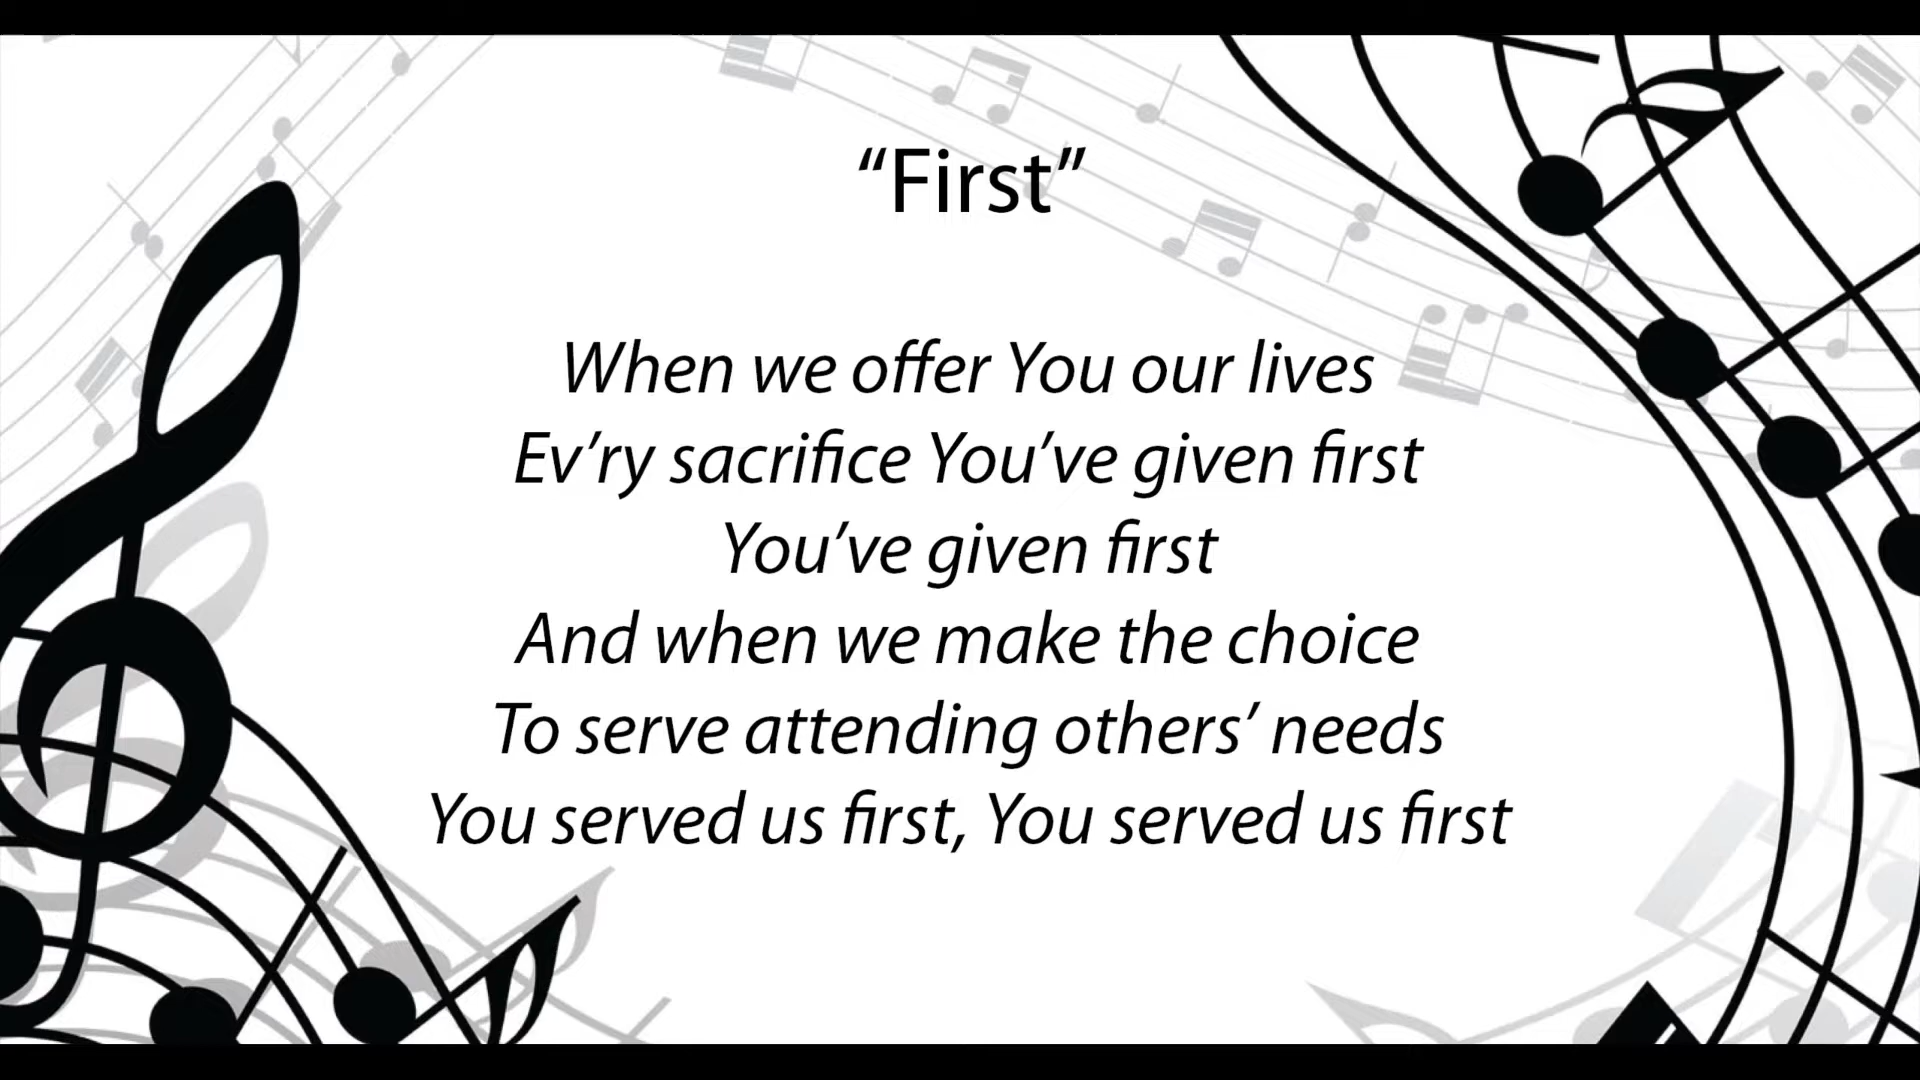 “First”
When we offer You our lives
Ev’ry sacrifice You’ve given first
You’ve given first
And when we make the choice
To serve attending others’ needs
You served us first, You served us first